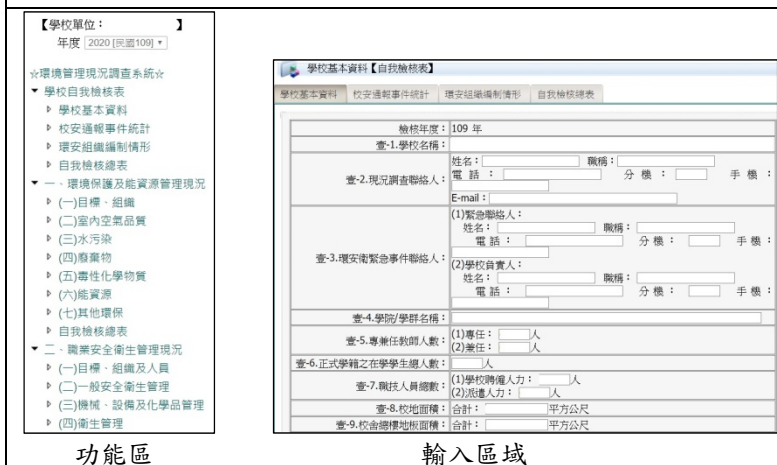 【學校單位： 】
年度 2020 [民國109]
☆環境管理現況調查系統☆
學校自我檢核表
學校基本資料
校安通報事件統計
環安組織編制情形
自我檢核總表
一、環境保護及能資源管理現況
(一)目標、組織
(二)室內空氣品質
(三)水污染
(四)廢棄物
(五)毒性化學物質
(六)能資源
(七)其他環保
自我檢核總表
二、職業安全衛生管理現況
(一)目標、組織及人員
(二)一般安全衛生管理
(三)機械、設備及化學品管理
(四)衛生管理
功能區
學校基本資料【自我檢核表】
學校基本資料 校安通報事件統計 環安組織編制情形 自我檢核總表
檢核年度： 109 年
壹-1.學校名稱：
壹-2.現況調查聯絡人：
姓名： 職稱：
電話： 分機： 手機：
E-mail：
壹-3.環安衛緊急事件聯絡人：
(1)緊急聯絡人：
姓名： 職稱：
電話： 分機： 手機：
(2)學校負責人：
姓名： 職稱：
電話： 分機： 手機：
壹-4.學院/學群名稱：
壹-5.專兼任教師人數：
(1)專任： 人
(2)兼任： 人
壹-6.正式學籍之在學學生總人數： 人
壹-7.職技人員總數：
(1)學校聘僱人力： 人
(2)派遣人力： 人
壹-8.校地面積： 合計： 平方公尺
壹-9.校舍總樓地板面積： 合計： 平方公尺
輸入區域